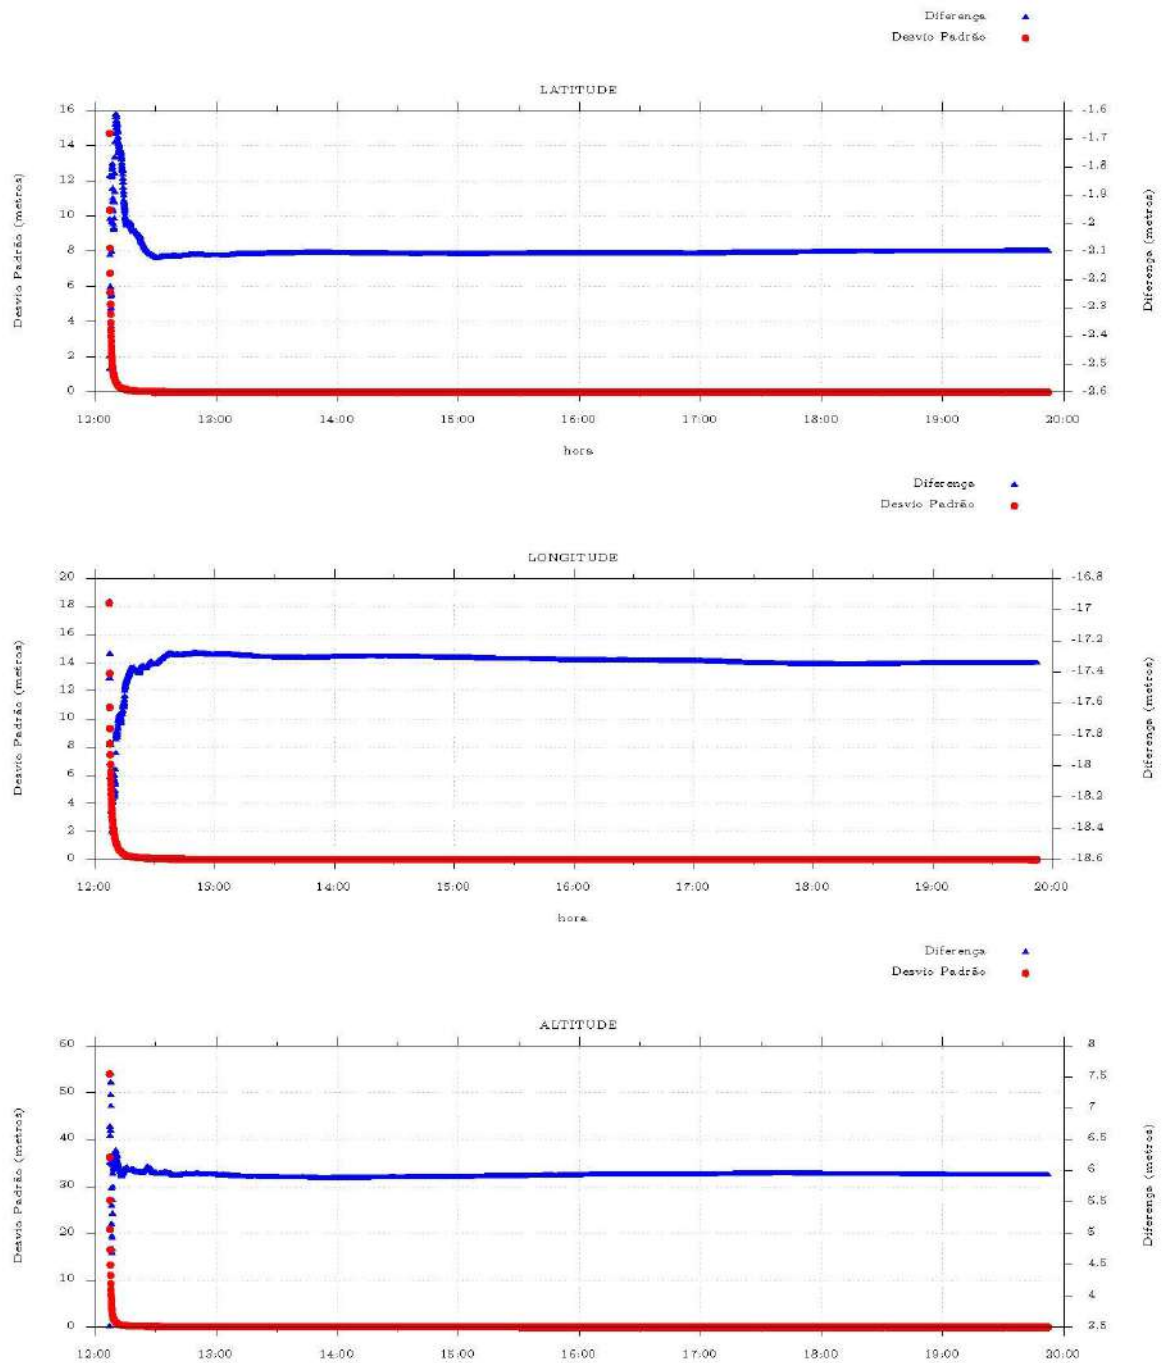 Diferença
Desvio Padrão
LATITUDE
16
14
12
10
8
6
4
2
0
Desvio Padrão (metros)
-1.6
-1.7
-1.8
-1.9
-2
-2.1
-2.2
-2.3
-2.4
-2.5
-2.6
Diferença (metros)
12:00 13:00 14:00 15:00 16:00 17:00 18:00 19:00 20:00
hora
Diferença
Desvio Padrão
LONGITUDE
20
18
16
14
12
10
8
6
4
2
0
Desvio Padrão (metros)
-16.8
-17
-17.2
-17.4
-17.6
-17.8
-18
-18.2
-18.4
-18.6
Diferença (metros)
12:00 13:00 14:00 15:00 16:00 17:00 18:00 19:00 20:00
hora
Diferença
Desvio Padrão
ALTITUDE
60
50
40
30
20
10
0
Desvio Padrão (metros)
8
7.5
7
6.5
6
5.5
5
4.5
4
3.5
Diferença (metros)
12:00 13:00 14:00 15:00 16:00 17:00 18:00 19:00 20:00